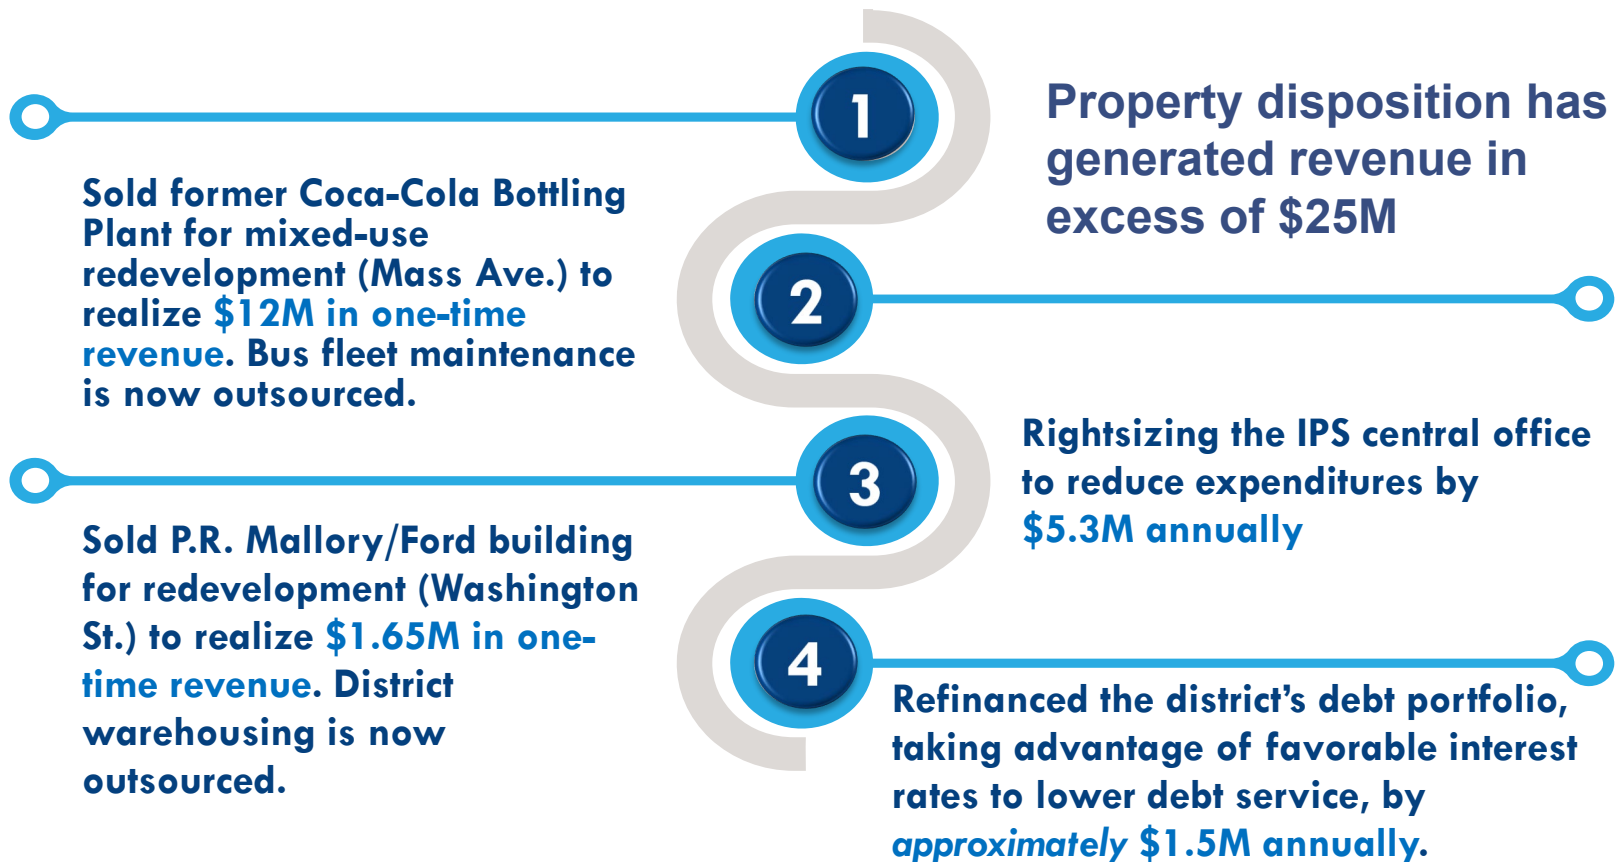 1
Property disposition has
generated revenue in
excess of $25M
Sold former Coca-Cola Bottling
Plant for mixed-use
redevelopment (Mass Ave.) to
realize $12M in one-time
revenue. Bus fleet maintenance
is now outsourced.
2
Rightsizing the IPS central office
to reduce expenditures by
$5.3M annually
3
Sold P.R. Mallory/Ford building
for redevelopment (Washington
St.) to realize $1.65M in one-
time revenue. District
warehousing is now
outsourced.
4
Refinanced the district’s debt portfolio,
taking advantage of favorable interest
rates to lower debt service, by
approximately $1.5M annually.